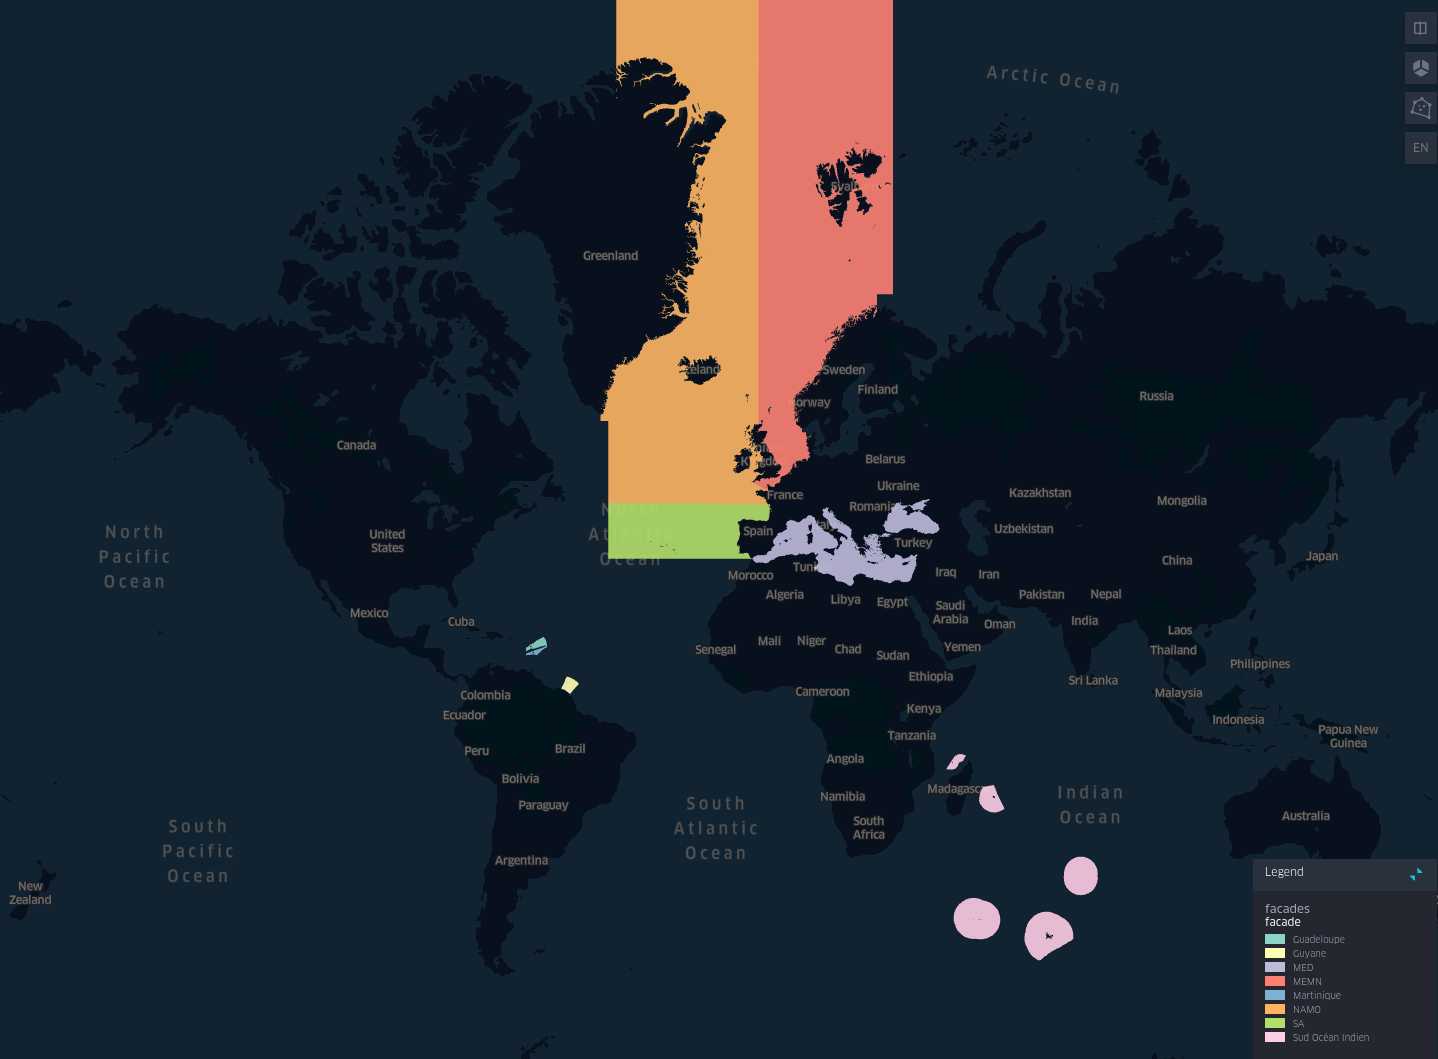 Arctic Ocean
EN
Greenland
Iceland
Sweden
Finland
Norway
Russia
Canada
United
Kingdom
Belarus
Ukraine
France
Romania
Kazakhstan
Mongolia
North
Pacific
Ocean
United
States
North
Atlantic
Ocean
Spain
Italy
Turkey
Uzbekistan
China
Japan
Morocco
Tunisia
Iraq
Iran
Algeria
Libya
Egypt
Saudi
Arabia
Pakistan
Nepal
Mexico
Cuba
Oman
India
Laos
Senegal
Mali
Niger
Chad
Sudan
Yemen
Thailand
Philippines
Colombia
Cameroon
Ethiopia
Sri Lanka
Malaysia
Ecuador
Kenya
Indonesia
Peru
Brazil
Tanzania
Papua New
Guinea
Bolivia
Angola
Paraguay
Namibia
Madagascar
Indian
Ocean
South
Pacific
Ocean
South
Atlantic
Ocean
South
Africa
Australia
Argentina
New
Zealand
Legend
facades
facade
Guadeloupe
Guyane
MED
MEMN
Martinique
NAMO
SA
Sud Océan Indien